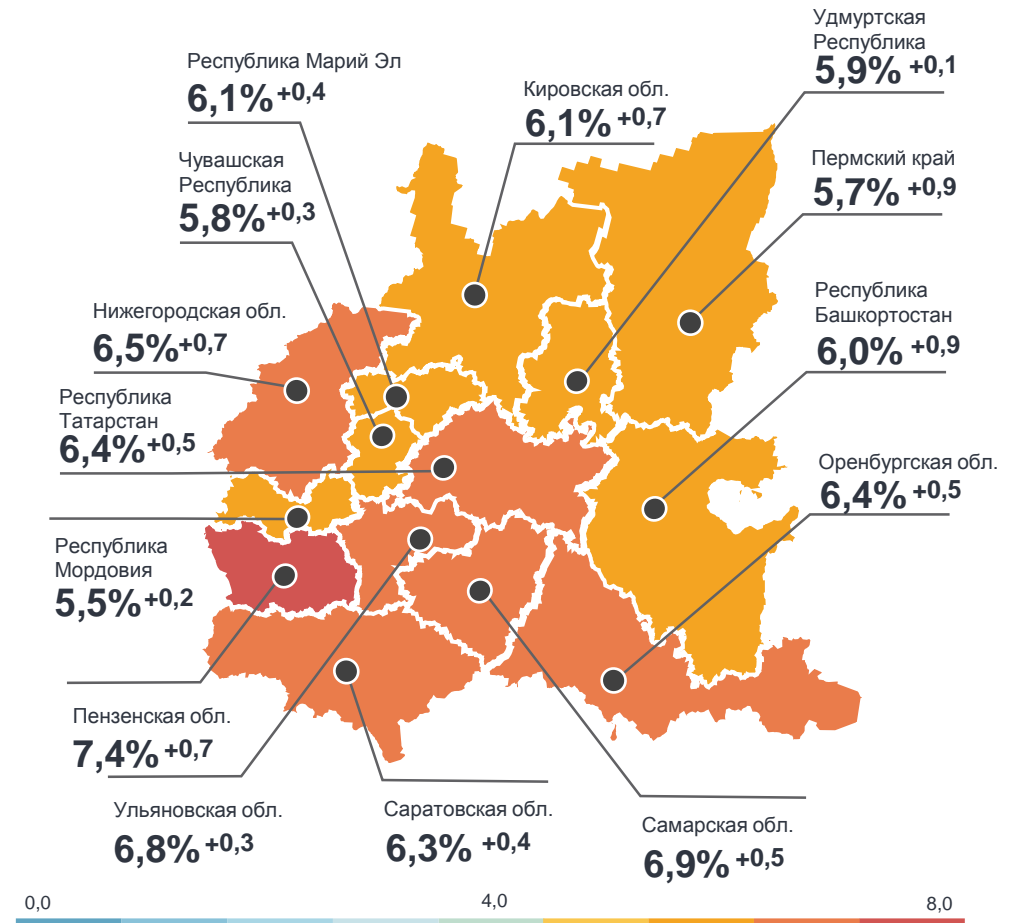 Удмуртская
Республика
5,9% +0,1
Республика Марий Эл
6,1% +0,4
Кировская обл.
6,1% +0,7
Чувашская
Республика
5,8% +0,3
Пермский край
5,7% +0,9
Нижегородская обл.
6,5% +0,7
Республика
Башкортостан
6,0% +0,9
Республика
Татарстан
6,4% +0,5
Оренбургская обл.
6,4% +0,5
Республика
Мордовия
5,5% +0,2
Пензенская обл.
7,4% +0,7
Ульяновская обл.
6,8% +0,3
Саратовская обл.
6,3% +0,4
Самарская обл.
6,9% +0,5
0,0
4,0
8,0